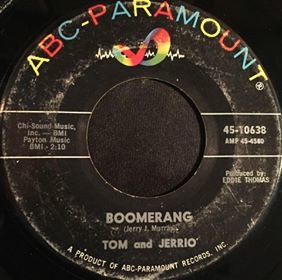 ABC-PARAMOUNT
®
Chi-Sound Music,
Inc. — BMI
Payton Music
BMI - 2:10
45-10638
AMP 45-4580
Produced by:
EDDIE THOMAS
BOOMERANG
(Jerry J. Murray)
TOM and JERRIO
A PRODUCT OF ABC-PARAMOUNT RECORDS, INC.